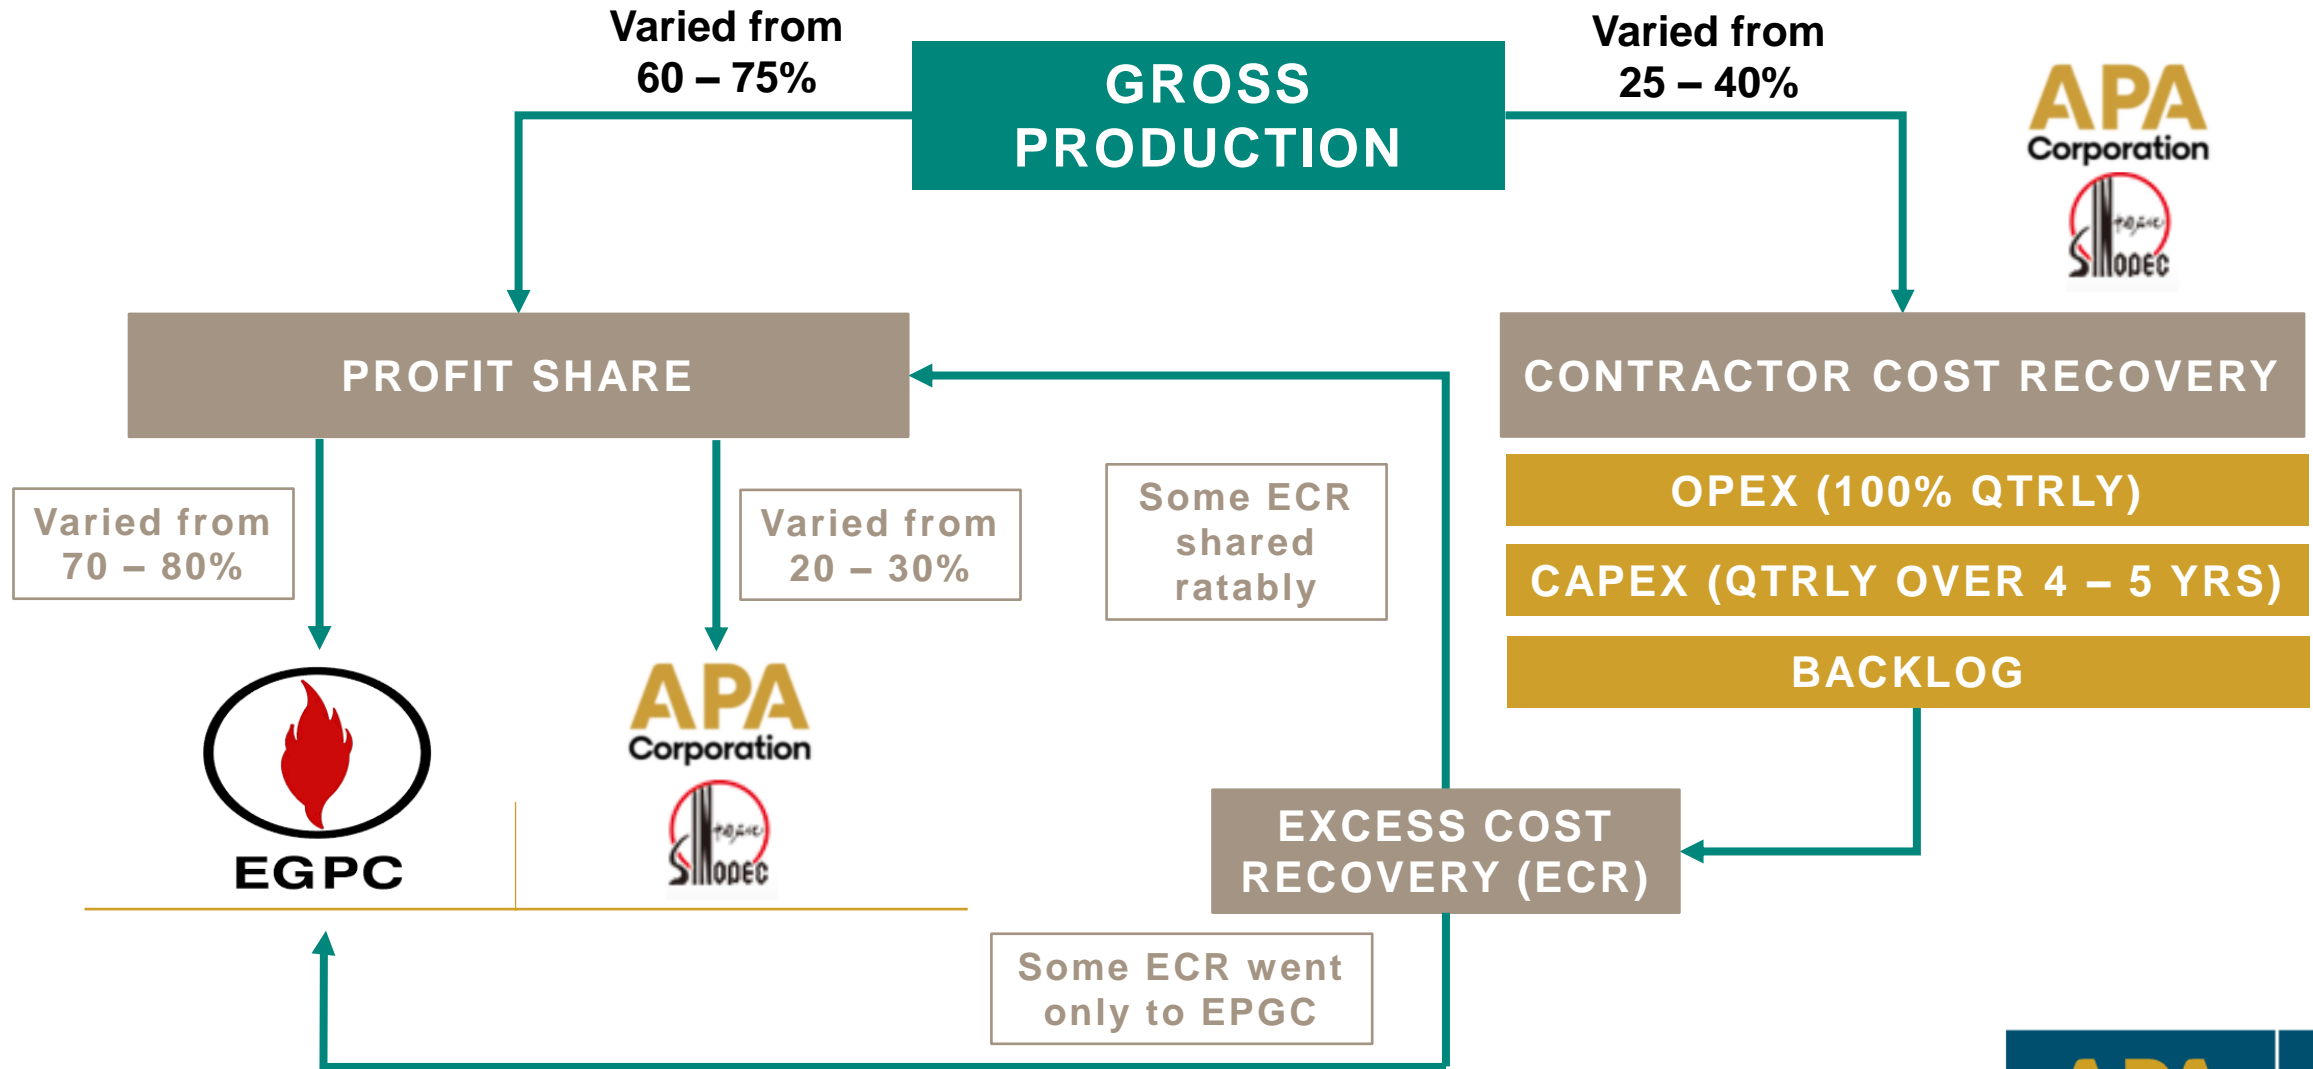 Varied from
60 – 75%
GROSS
PRODUCTION
Varied from
25 – 40%
APA
Corporation
SINOPEC
PROFIT SHARE
CONTRACTOR COST RECOVERY
OPEX (100% QTRLY)
CAPEX (QTRLY OVER 4 – 5 YRS)
BACKLOG
Varied from
70 – 80%
Varied from
20 – 30%
Some ECR
shared
ratably
EGPC
APA
Corporation
SINOPEC
EXCESS COST
RECOVERY (ECR)
Some ECR went
only to EPGC